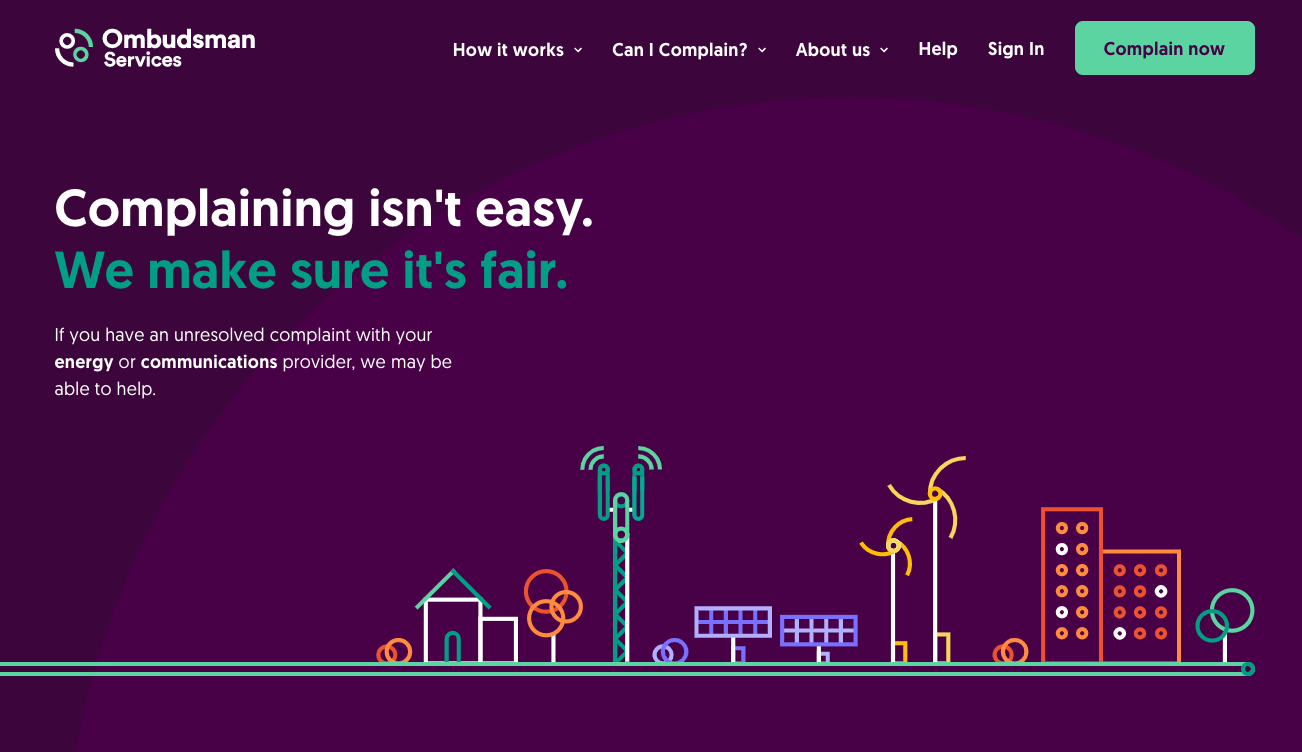 Ombudsman
Services
How it works
Can I Complain?
About us
Help
Sign In
Complain now
Complaining isn't easy.
We make sure it's fair.
If you have an unresolved complaint with your
energy or communications provider, we may be
able to help.